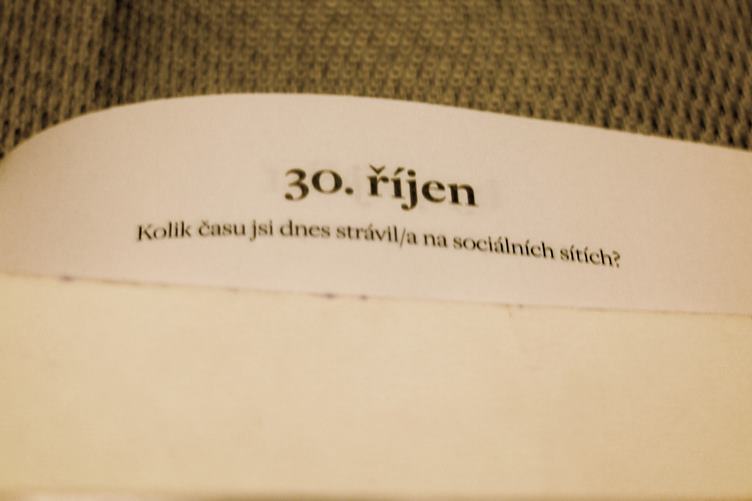 30. říjen
Kolik času jsi dnes strávil/a na sociálních sítích?